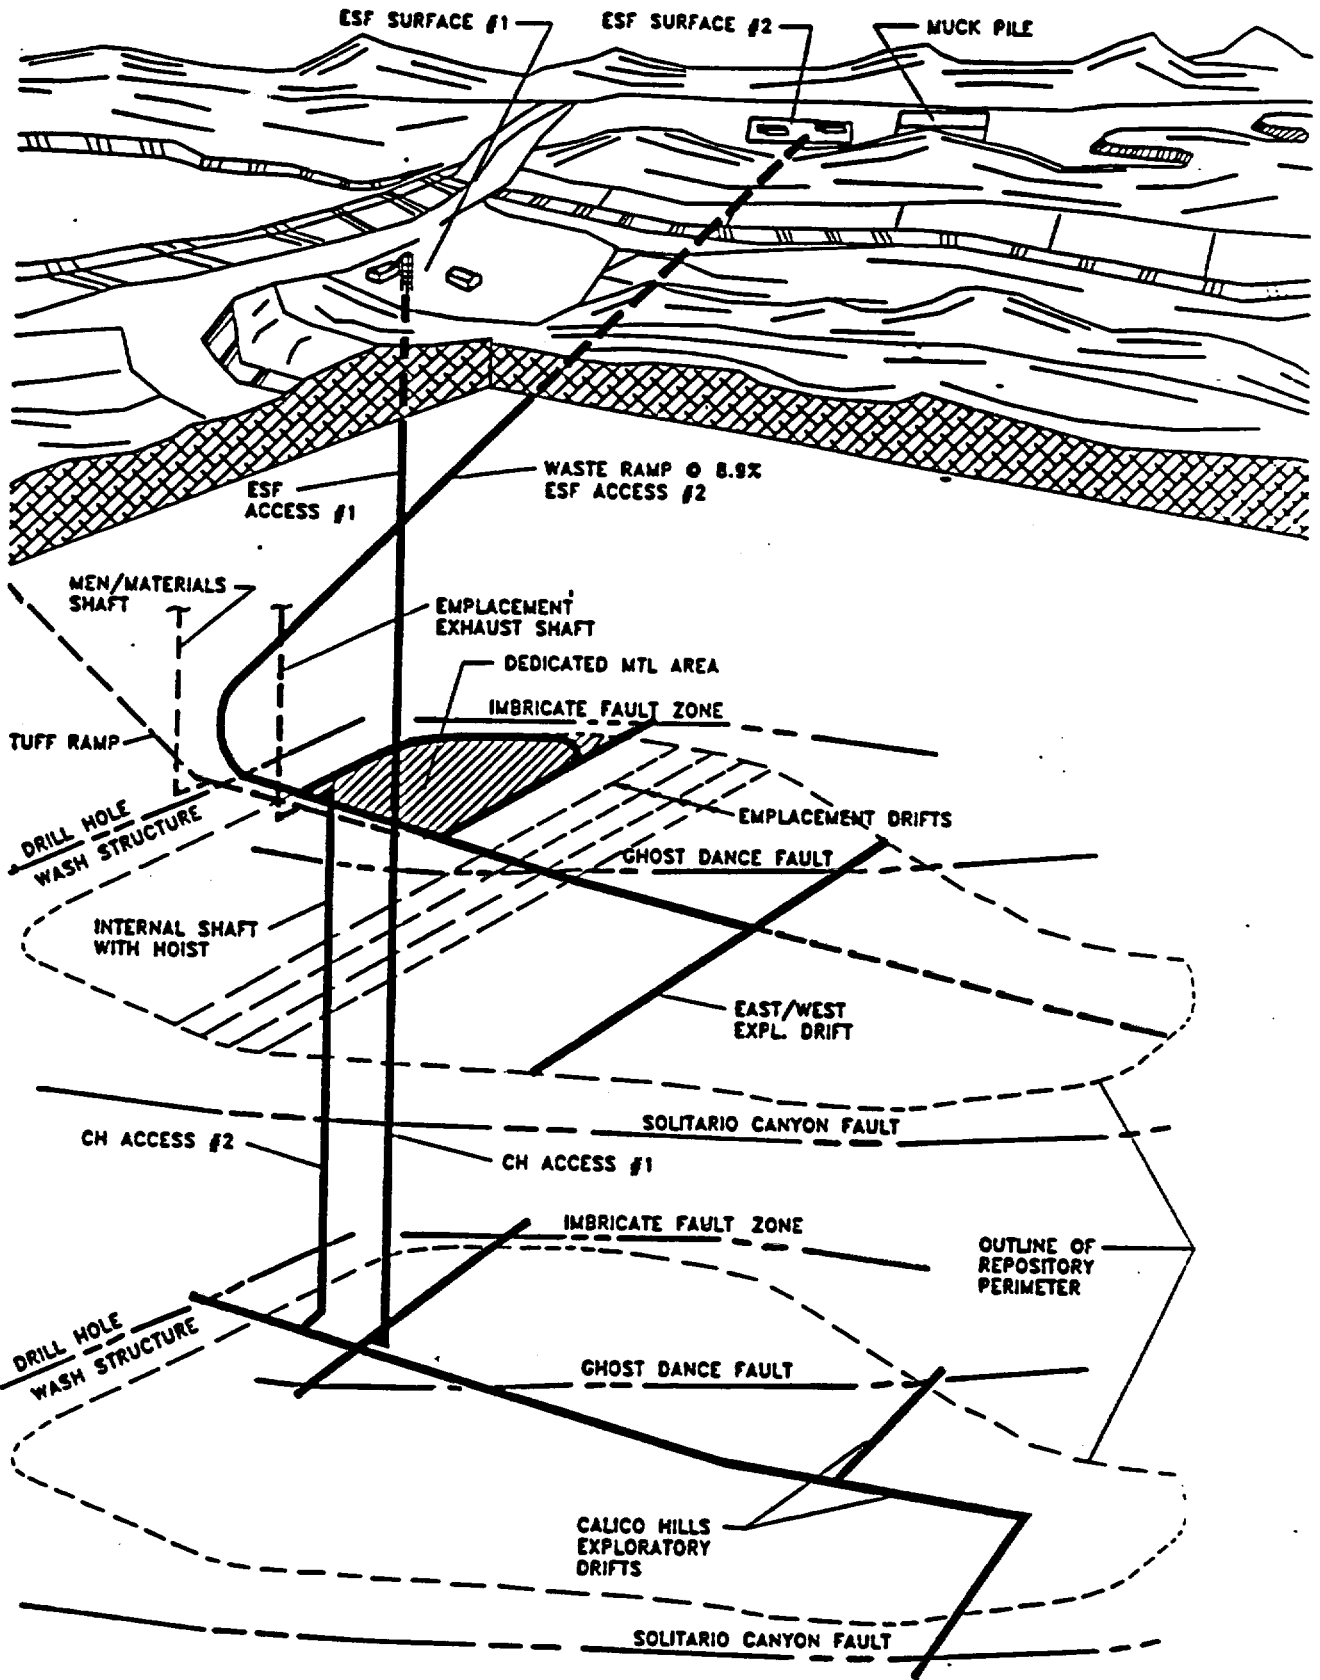 ESF SURFACE #1
ESF SURFACE #2
MUCK PILE
WASTE RAMP @ 8.9%
ESF ACCESS #2
ESF
ACCESS #1
MEN/MATERIALS
SHAFT
EMPLACEMENT
EXHAUST SHAFT
DEDICATED MTL AREA
IMBRICATE FAULT ZONE
TUFF RAMP
DRILL HOLE
WASH STRUCTURE
EMPLACEMENT DRIFTS
GHOST DANCE FAULT
INTERNAL SHAFT
WITH HOIST
EAST/WEST
EXPL. DRIFT
SOLITARIO CANYON FAULT
CH ACCESS #2
CH ACCESS #1
IMBRICATE FAULT ZONE
OUTLINE OF
REPOSITORY
PERIMETER
DRILL HOLE
WASH STRUCTURE
GHOST DANCE FAULT
CALICO HILLS
EXPLORATORY
DRIFTS
SOLITARIO CANYON FAULT